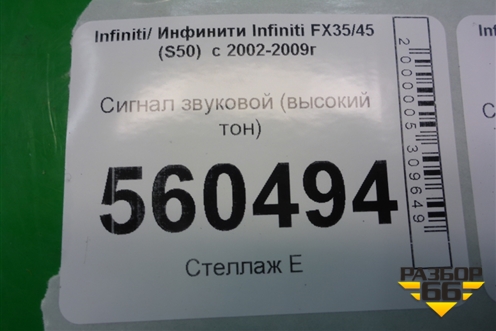 Infiniti/ Инфинити Infiniti FX35/45
(S50)  с 2002-2009г
Сигнал звуковой (высокий
тон)
560494
Стеллаж Е
2000005309649
РАЗБОР
66